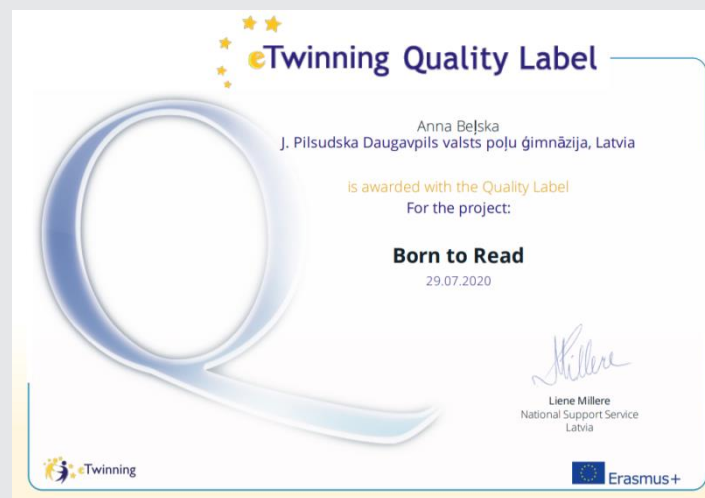 eTwinning Quality Label
Anna Beļska
J. Pilsudska Daugavpils valsts poļu ģimnāzija, Latvia
is awarded with the Quality Label
For the project:
Born to Read
29.07.2020
Millere
Liene Millere
National Support Service
Latvia
eTwinning
Erasmus+